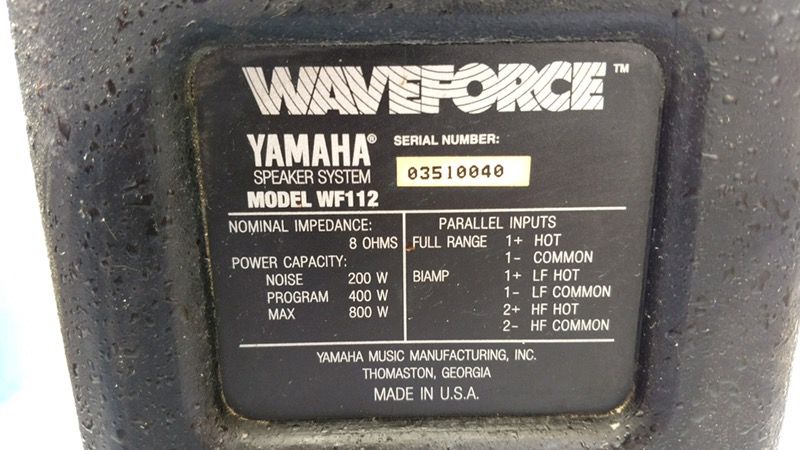 WAVEFORCE™
YAMAHA®
SPEAKER SYSTEM
MODEL WF112
SERIAL NUMBER:
03510040
NOMINAL IMPEDANCE:
8 OHMS
POWER CAPACITY:
NOISE 200 W
PROGRAM 400 W
MAX 800 W
PARALLEL INPUTS
FULL RANGE 1+ HOT
1- COMMON
BIAMP 1+ LF HOT
1- LF COMMON
2+ HF HOT
2- HF COMMON
YAMAHA MUSIC MANUFACTURING, INC.
THOMASTON, GEORGIA
MADE IN U.S.A.